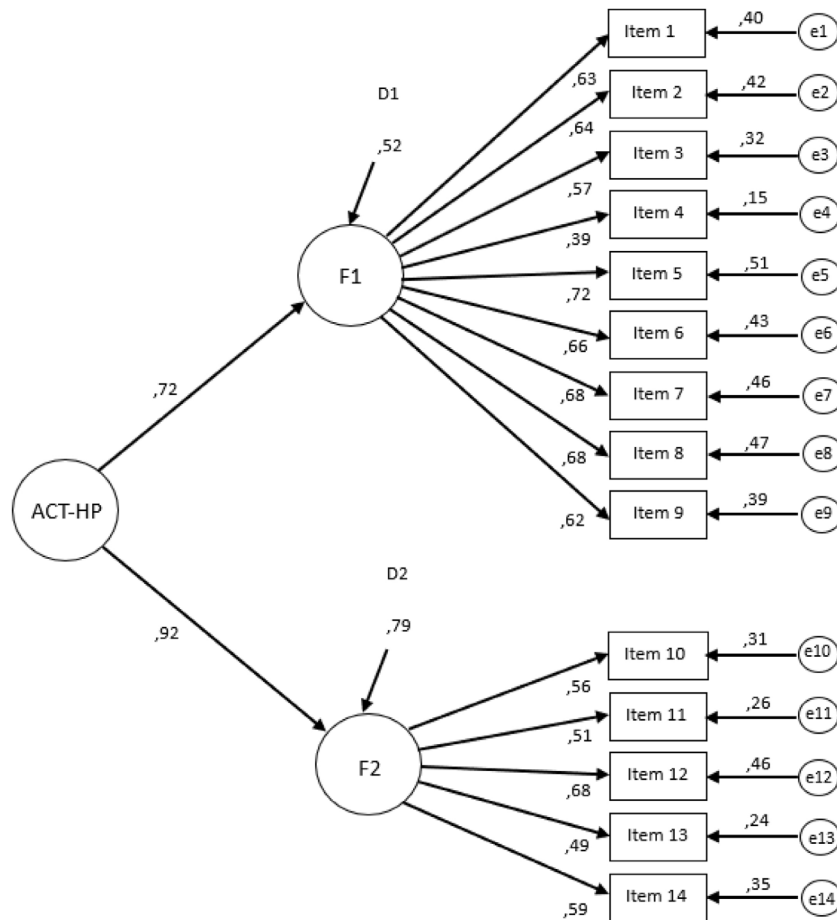 Item 1
,40
e1
,63
Item 2
,42
e2
D1
,64
,52
Item 3
,32
e3
,57
Item 4
,15
e4
,39
F1
Item 5
,51
e5
,72
Item 6
,43
e6
,66
,72
Item 7
,46
e7
,68
Item 8
,47
e8
,68
ACT-HP
Item 9
,39
e9
,62
D2
,92
,79
Item 10
,31
e10
,56
Item 11
,26
e11
,51
F2
Item 12
,46
e12
,68
Item 13
,24
e13
,49
Item 14
,35
e14
,59